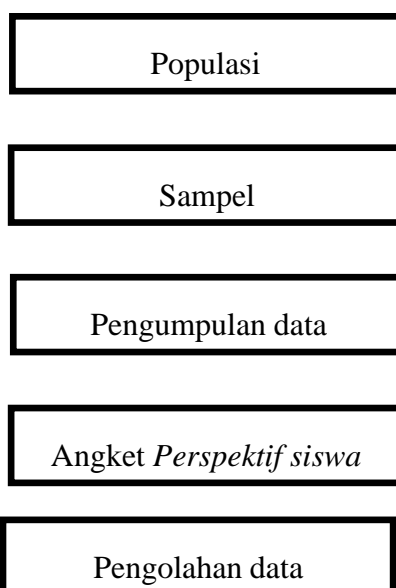 Populasi
Sampel
Pengumpulan data
Angket Perspektif siswa
Pengolahan data